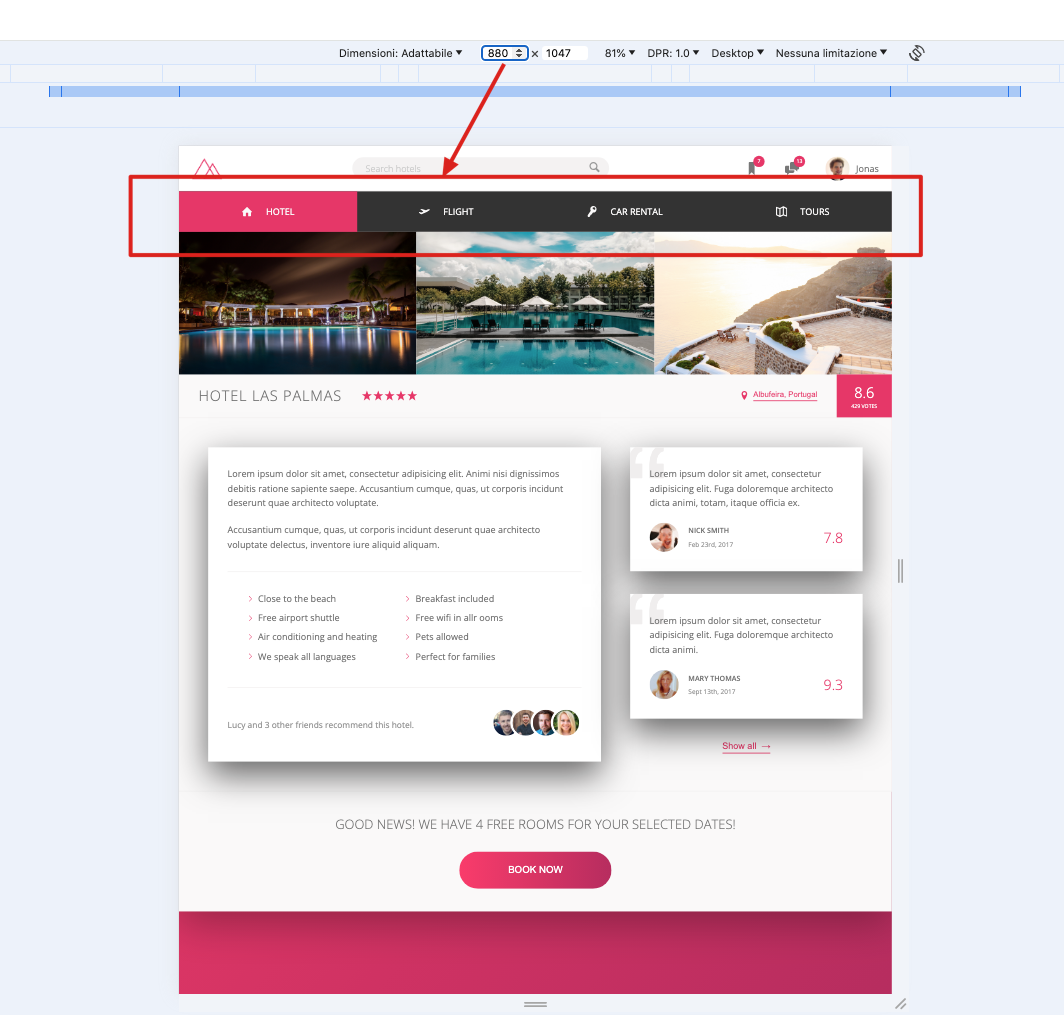 Dimensioni: Adattabile 880 × 1047 81% DPR: 1.0 Desktop Nessuna limitazione
Search hotels 7 13 Jonas
HOTEL FLIGHT CAR RENTAL TOURS
HOTEL LAS PALMAS Albufeira, Portugal 8.6
429 VOTES
Lorem ipsum dolor sit amet, consectetur adipisicing elit. Animi nisi dignissimos
debitis ratione sapiente saepe. Accusantium cumque, quas, ut corporis incidunt
deserunt quae architecto voluptate.
Accusantium cumque, quas, ut corporis incidunt deserunt quae architecto
voluptate delectus, inventore iure aliquid aliquam.
Close to the beach
Free airport shuttle
Air conditioning and heating
We speak all languages
Breakfast included
Free wifi in allr ooms
Pets allowed
Perfect for families
Lucy and 3 other friends recommend this hotel.
“
Lorem ipsum dolor sit amet, consectetur
adipisicing elit. Fuga doloremque architecto
dicta animi, totam, itaque officia ex.
NICK SMITH
Feb 23rd, 2017
7.8
“
Lorem ipsum dolor sit amet, consectetur
adipisicing elit. Fuga doloremque architecto
dicta animi.
MARY THOMAS
Sept 13th, 2017
9.3
Show all →
GOOD NEWS! WE HAVE 4 FREE ROOMS FOR YOUR SELECTED DATES!
BOOK NOW